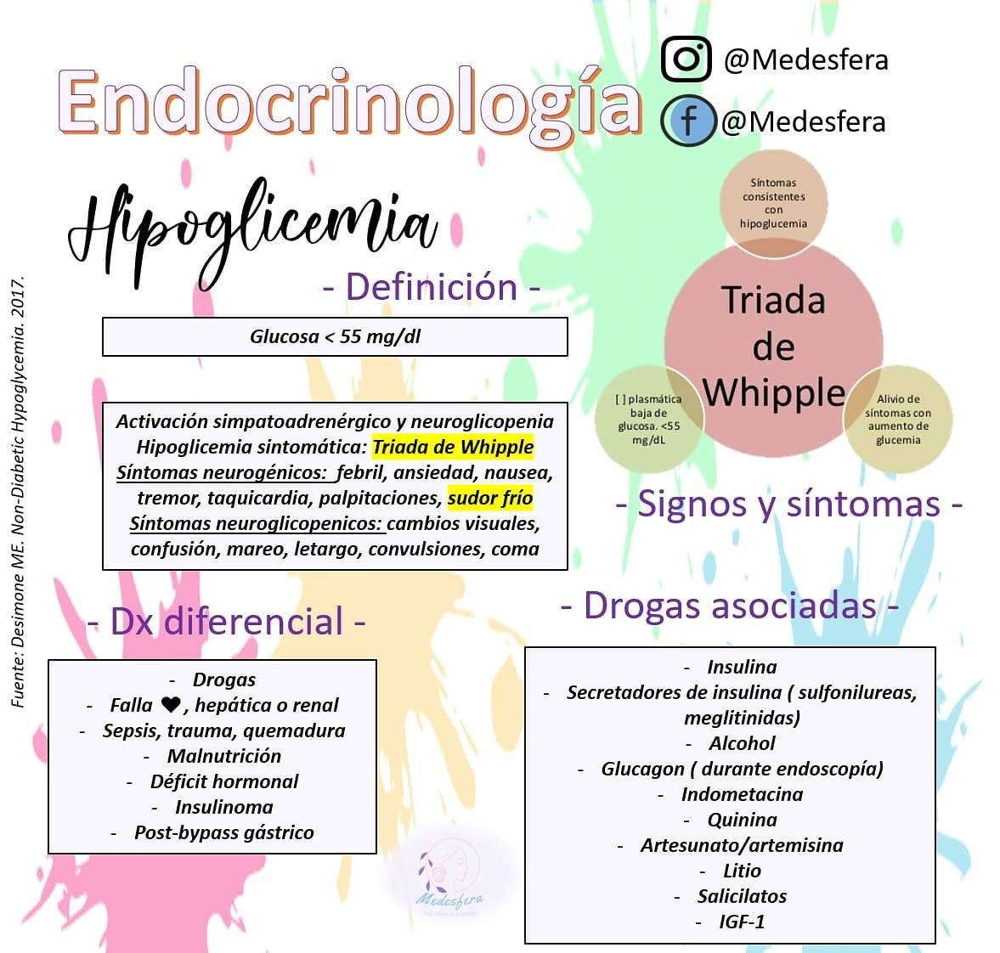 Endocrinología
@Medesfera
@Medesfera
Hipoglicemia
- Definición -
Glucosa < 55 mg/dl
Síntomas
consistentes
con
hipoglucemia
Triada
de
Whipple
[ ] plasmática
baja de
glucosa. <55
mg/dL
Alivio de
síntomas con
aumento de
glucemia
- Signos y síntomas -
Activación simpatoadrenérgico y neuroglicopenia
Hipoglicemia sintomática: Triada de Whipple
Síntomas neurogénicos: febril, ansiedad, nausea,
tremor, taquicardia, palpitaciones, sudor frío
Síntomas neuroglicopenicos: cambios visuales,
confusión, mareo, letargo, convulsiones, coma
- Dx diferencial -
- Drogas
- Falla ♥, hepática o renal
- Sepsis, trauma, quemadura
- Malnutrición
- Déficit hormonal
- Insulinoma
- Post-bypass gástrico
- Drogas asociadas -
- Insulina
- Secretadores de insulina ( sulfonilureas,
meglitinidas)
- Alcohol
- Glucagon ( durante endoscopía)
- Indometacina
- Quinina
- Artesunato/artemisina
- Litio
- Salicilatos
- IGF-1
Fuente: Desimone ME. Non-Diabetic Hypoglycemia. 2017.
Medesfera